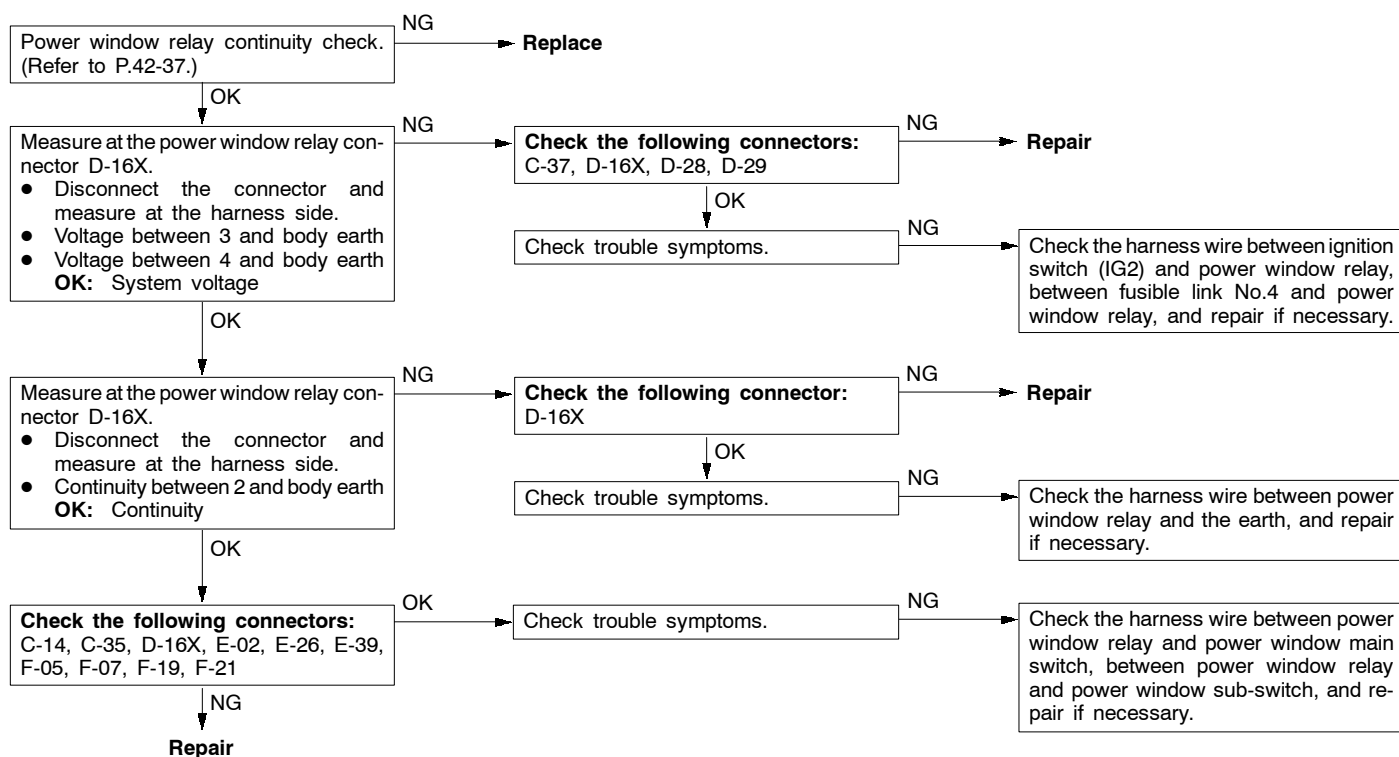 Power window relay continuity check.
(Refer to P.42-37.)
NG
Replace
OK
Measure at the power window relay con-
nector D-16X.
● Disconnect the connector and
measure at the harness side.
● Voltage between 3 and body earth
● Voltage between 4 and body earth
OK: System voltage
NG
Check the following connectors:
C-37, D-16X, D-28, D-29
NG
Repair
OK
Check trouble symptoms.
NG
Check the harness wire between ignition
switch (IG2) and power window relay,
between fusible link No.4 and power
window relay, and repair if necessary.
OK
Measure at the power window relay con-
nector D-16X.
● Disconnect the connector and
measure at the harness side.
● Continuity between 2 and body earth
OK: Continuity
NG
Check the following connector:
D-16X
NG
Repair
OK
Check trouble symptoms.
NG
Check the harness wire between power
window relay and the earth, and repair
if necessary.
OK
Check the following connectors:
C-14, C-35, D-16X, E-02, E-26, E-39,
F-05, F-07, F-19, F-21
OK
Check trouble symptoms.
NG
Check the harness wire between power
window relay and power window main
switch, between power window relay
and power window sub-switch, and re-
pair if necessary.
NG
Repair